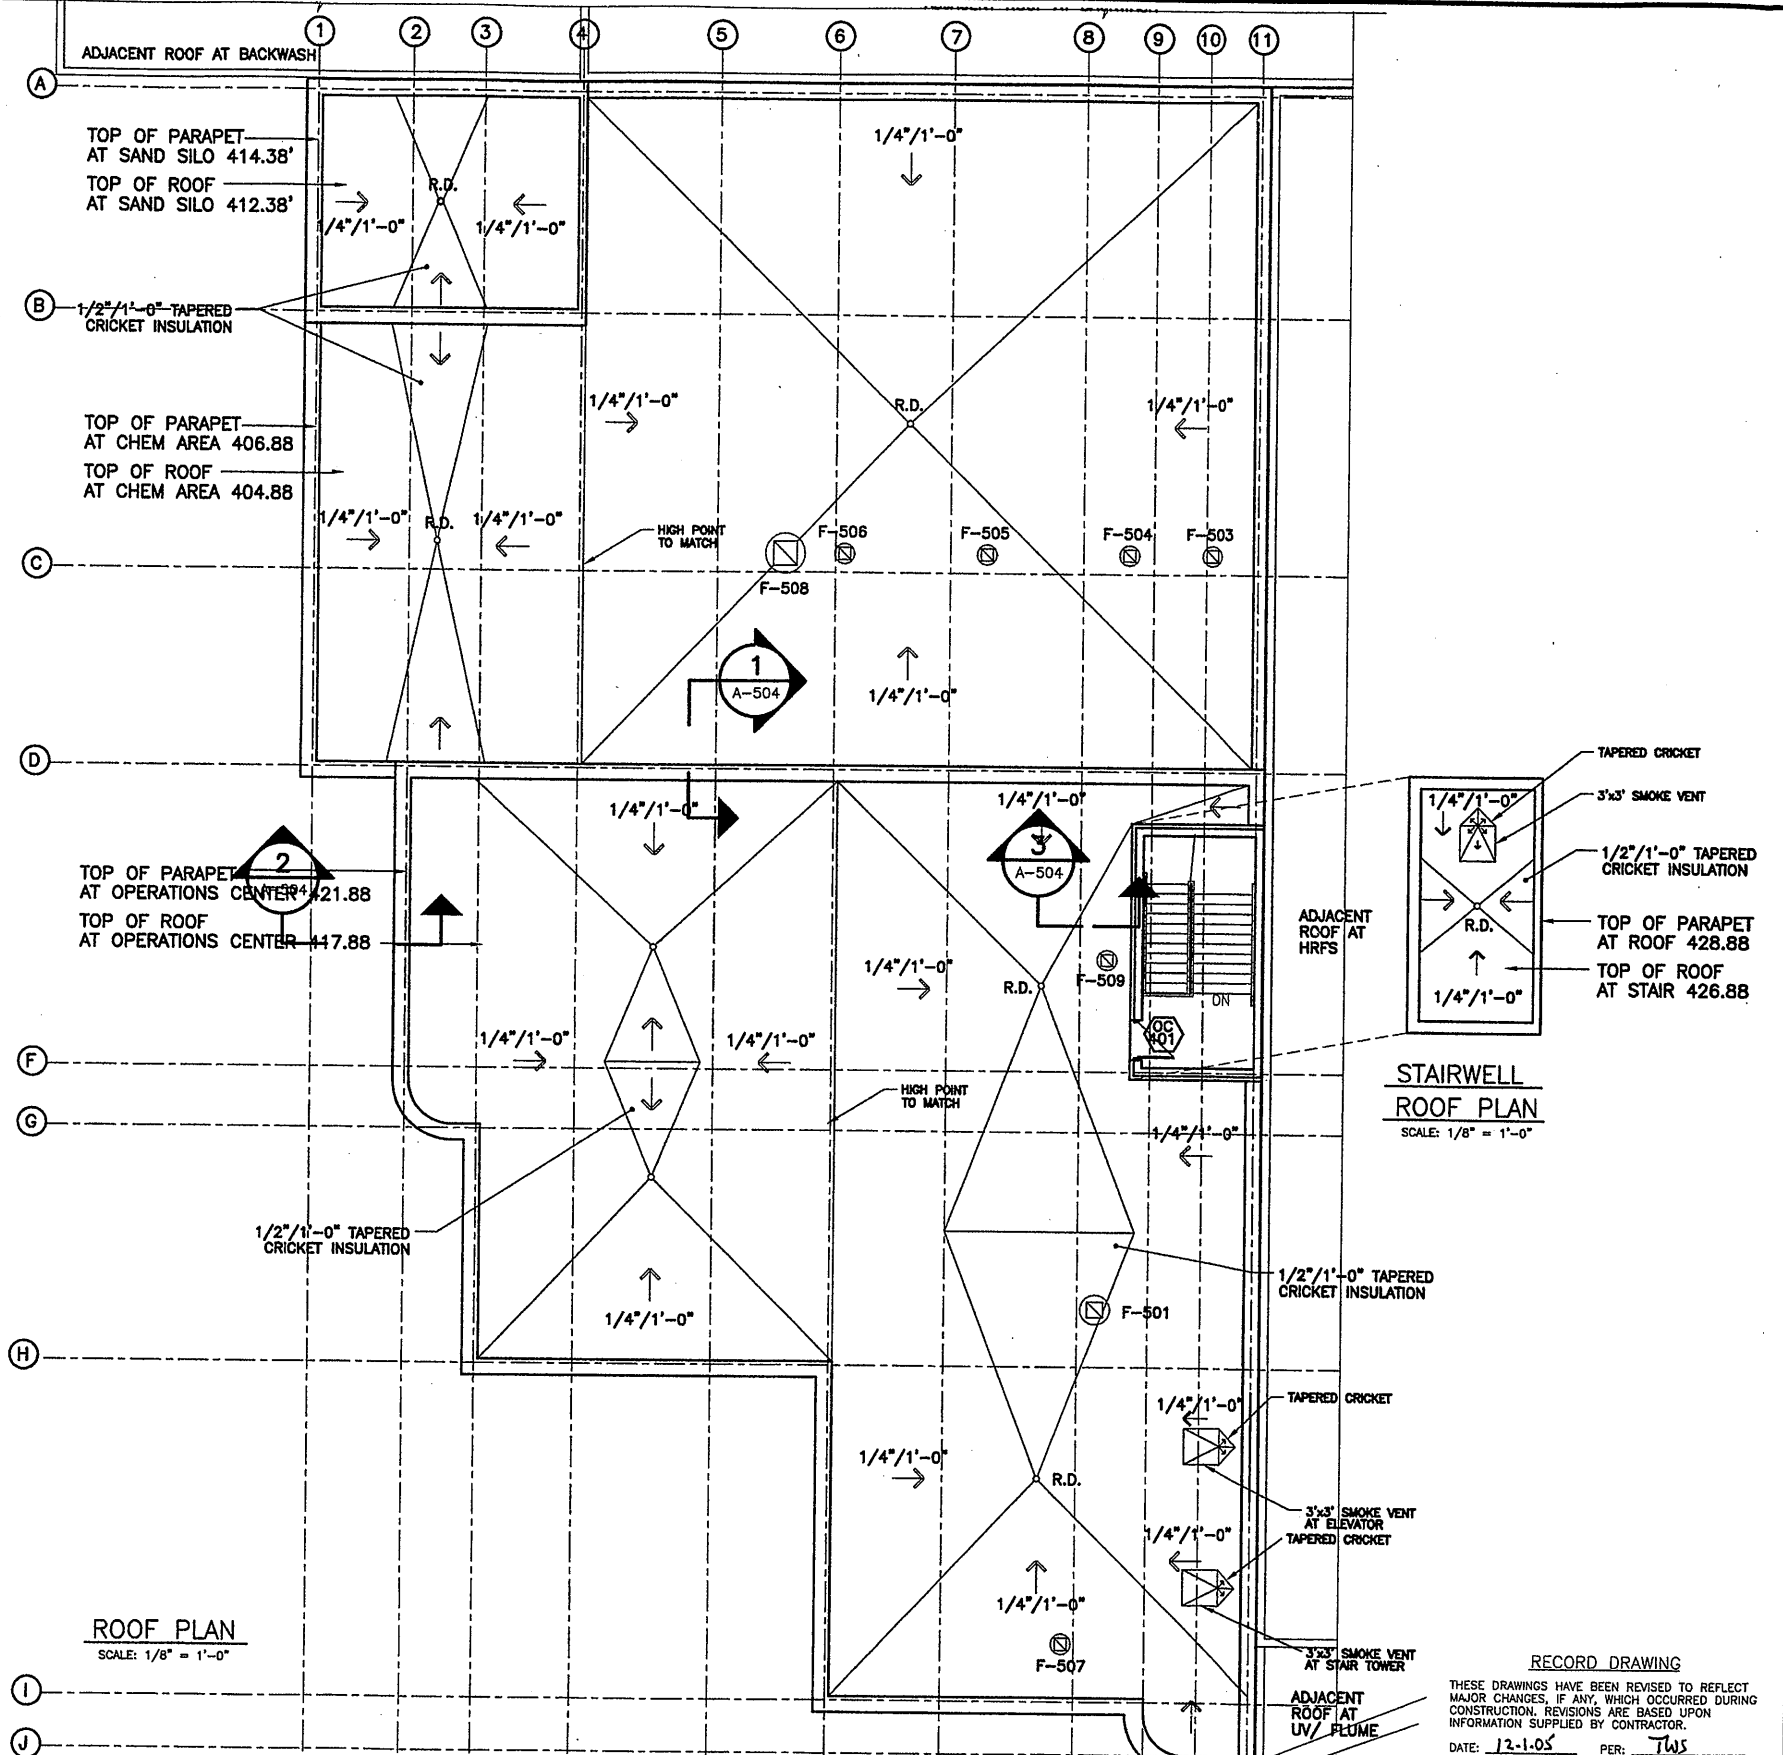 1 2 3 4 5 6 7 8 9 10 11
ADJACENT ROOF AT BACKWASH
A
TOP OF PARAPET
AT SAND SILO 414.38'
TOP OF ROOF
AT SAND SILO 412.38'
R.D.
1/4"/1'-0"
1/4"/1'-0"
1/4"/1'-0"
B
1/2"/1'-0" TAPERED
CRICKET INSULATION
TOP OF PARAPET
AT CHEM AREA 406.88
TOP OF ROOF
AT CHEM AREA 404.88
1/4"/1'-0"
R.D.
1/4"/1'-0"
1/4"/1'-0"
R.D.
1/4"/1'-0"
HIGH POINT
TO MATCH
F-508
F-506
F-505
F-504
F-503
C
1
A-504
1/4"/1'-0"
D
1/4"/1'-0"
1/4"/1'-0"
2
A-504
3
A-504
TOP OF PARAPET
AT OPERATIONS CENTER 421.88
TOP OF ROOF
AT OPERATIONS CENTER 417.88
1/4"/1'-0"
R.D.
F-509
DN
OC
401
ADJACENT
ROOF AT
HRFS
TAPERED CRICKET
1/4"/1'-0"
3'x3' SMOKE VENT
1/2"/1'-0" TAPERED
CRICKET INSULATION
R.D.
TOP OF PARAPET
AT ROOF 428.88
TOP OF ROOF
AT STAIR 426.88
1/4"/1'-0"
STAIRWELL
ROOF PLAN
SCALE: 1/8" = 1'-0"
1/4"/1'-0"
1/4"/1'-0"
F
HIGH POINT
TO MATCH
G
1/4"/1'-0"
1/2"/1'-0" TAPERED
CRICKET INSULATION
1/4"/1'-0"
1/2"/1'-0" TAPERED
CRICKET INSULATION
F-501
H
1/4"/1'-0"
TAPERED CRICKET
1/4"/1'-0"
R.D.
3'x3' SMOKE VENT
AT ELEVATOR
TAPERED CRICKET
1/4"/1'-0"
1/4"/1'-0"
F-507
3'x3' SMOKE VENT
AT STAIR TOWER
ROOF PLAN
SCALE: 1/8" = 1'-0"
I
ADJACENT
ROOF AT
UV/ FLUME
J
RECORD DRAWING
THESE DRAWINGS HAVE BEEN REVISED TO REFLECT
MAJOR CHANGES, IF ANY, WHICH OCCURRED DURING
CONSTRUCTION. REVISIONS ARE BASED UPON
INFORMATION SUPPLIED BY CONTRACTOR.
DATE: 12-1-05 PER: TWS